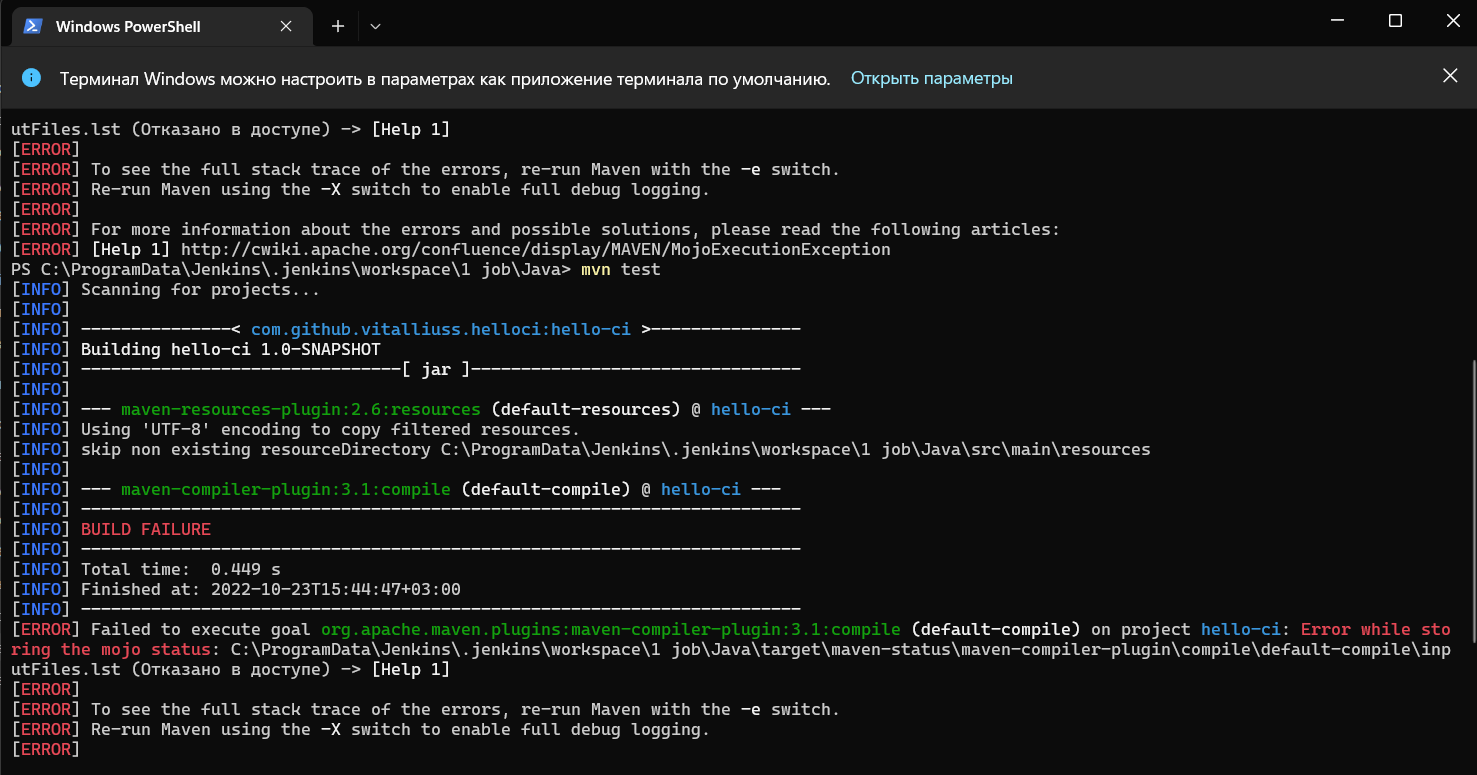 Windows PowerShell
Терминал Windows можно настроить в параметрах как приложение терминала по умолчанию. Открыть параметры
utFiles.lst (Отказано в доступе) -> [Help 1]
[ERROR]
[ERROR] To see the full stack trace of the errors, re-run Maven with the -e switch.
[ERROR] Re-run Maven using the -X switch to enable full debug logging.
[ERROR]
[ERROR] For more information about the errors and possible solutions, please read the following articles:
[ERROR] [Help 1] http://cwiki.apache.org/confluence/display/MAVEN/MojoExecutionException
PS C:\ProgramData\Jenkins\.jenkins\workspace\1 job\Java> mvn test
[INFO] Scanning for projects...
[INFO]
[INFO] ---------------< com.github.vitalliuss.helloci:hello-ci >---------------
[INFO] Building hello-ci 1.0-SNAPSHOT
[INFO] --------------------------------[ jar ]---------------------------------
[INFO]
[INFO] --- maven-resources-plugin:2.6:resources (default-resources) @ hello-ci ---
[INFO] Using 'UTF-8' encoding to copy filtered resources.
[INFO] skip non existing resourceDirectory C:\ProgramData\Jenkins\.jenkins\workspace\1 job\Java\src\main\resources
[INFO]
[INFO] --- maven-compiler-plugin:3.1:compile (default-compile) @ hello-ci ---
[INFO] ------------------------------------------------------------------------
[INFO] BUILD FAILURE
[INFO] ------------------------------------------------------------------------
[INFO] Total time:  0.449 s
[INFO] Finished at: 2022-10-23T15:44:47+03:00
[INFO] ------------------------------------------------------------------------
[ERROR] Failed to execute goal org.apache.maven.plugins:maven-compiler-plugin:3.1:compile (default-compile) on project hello-ci: Error while sto
ring the mojo status: C:\ProgramData\Jenkins\.jenkins\workspace\1 job\Java\target\maven-status\maven-compiler-plugin\compile\default-compile\inp
utFiles.lst (Отказано в доступе) -> [Help 1]
[ERROR]
[ERROR] To see the full stack trace of the errors, re-run Maven with the -e switch.
[ERROR] Re-run Maven using the -X switch to enable full debug logging.
[ERROR]